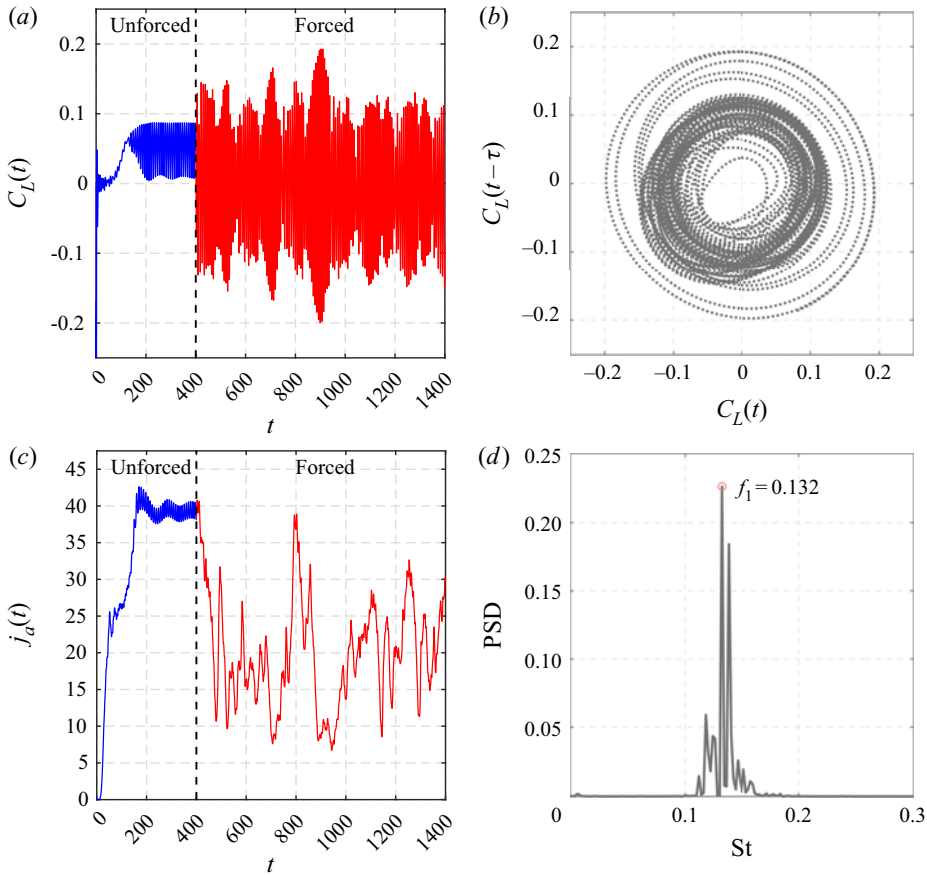 (a)
Unforced
Forced
0.2
0.1
0
-0.1
-0.2
C_L(t)
0 200 400 600 800 1000 1200 1400
t
(b)
0.2
0.1
0
−0.1
−0.2
C_L(t − τ)
−0.2 −0.1 0 0.1 0.2
C_L(t)
(c)
Unforced
Forced
45
40
35
30
25
20
15
10
5
0
j_a(t)
0 200 400 600 800 1000 1200 1400
t
(d)
0.25
0.20
0.15
0.10
0.05
PSD
f_1 = 0.132
0 0.1 0.2 0.3
St